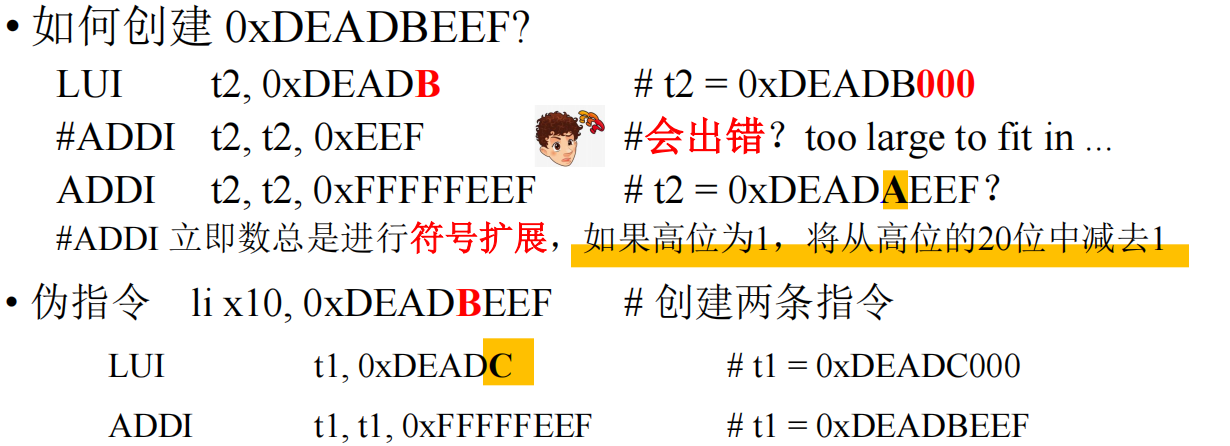 • 如何创建 0xDEADBEEF?
LUI t2, 0xDEADB # t2 = 0xDEADB000
#ADDI t2, t2, 0xEEF #会出错？too large to fit in ...
ADDI t2, t2, 0xFFFFFEEF # t2 = 0xDEADAEEF？
#ADDI 立即数总是进行符号扩展，如果高位为1，将从高位的20位中减去1
• 伪指令 li x10, 0xDEADBEEF # 创建两条指令
LUI t1, 0xDEADC # t1 = 0xDEADC000
ADDI t1, t1, 0xFFFFFEEF # t1 = 0xDEADBEEF